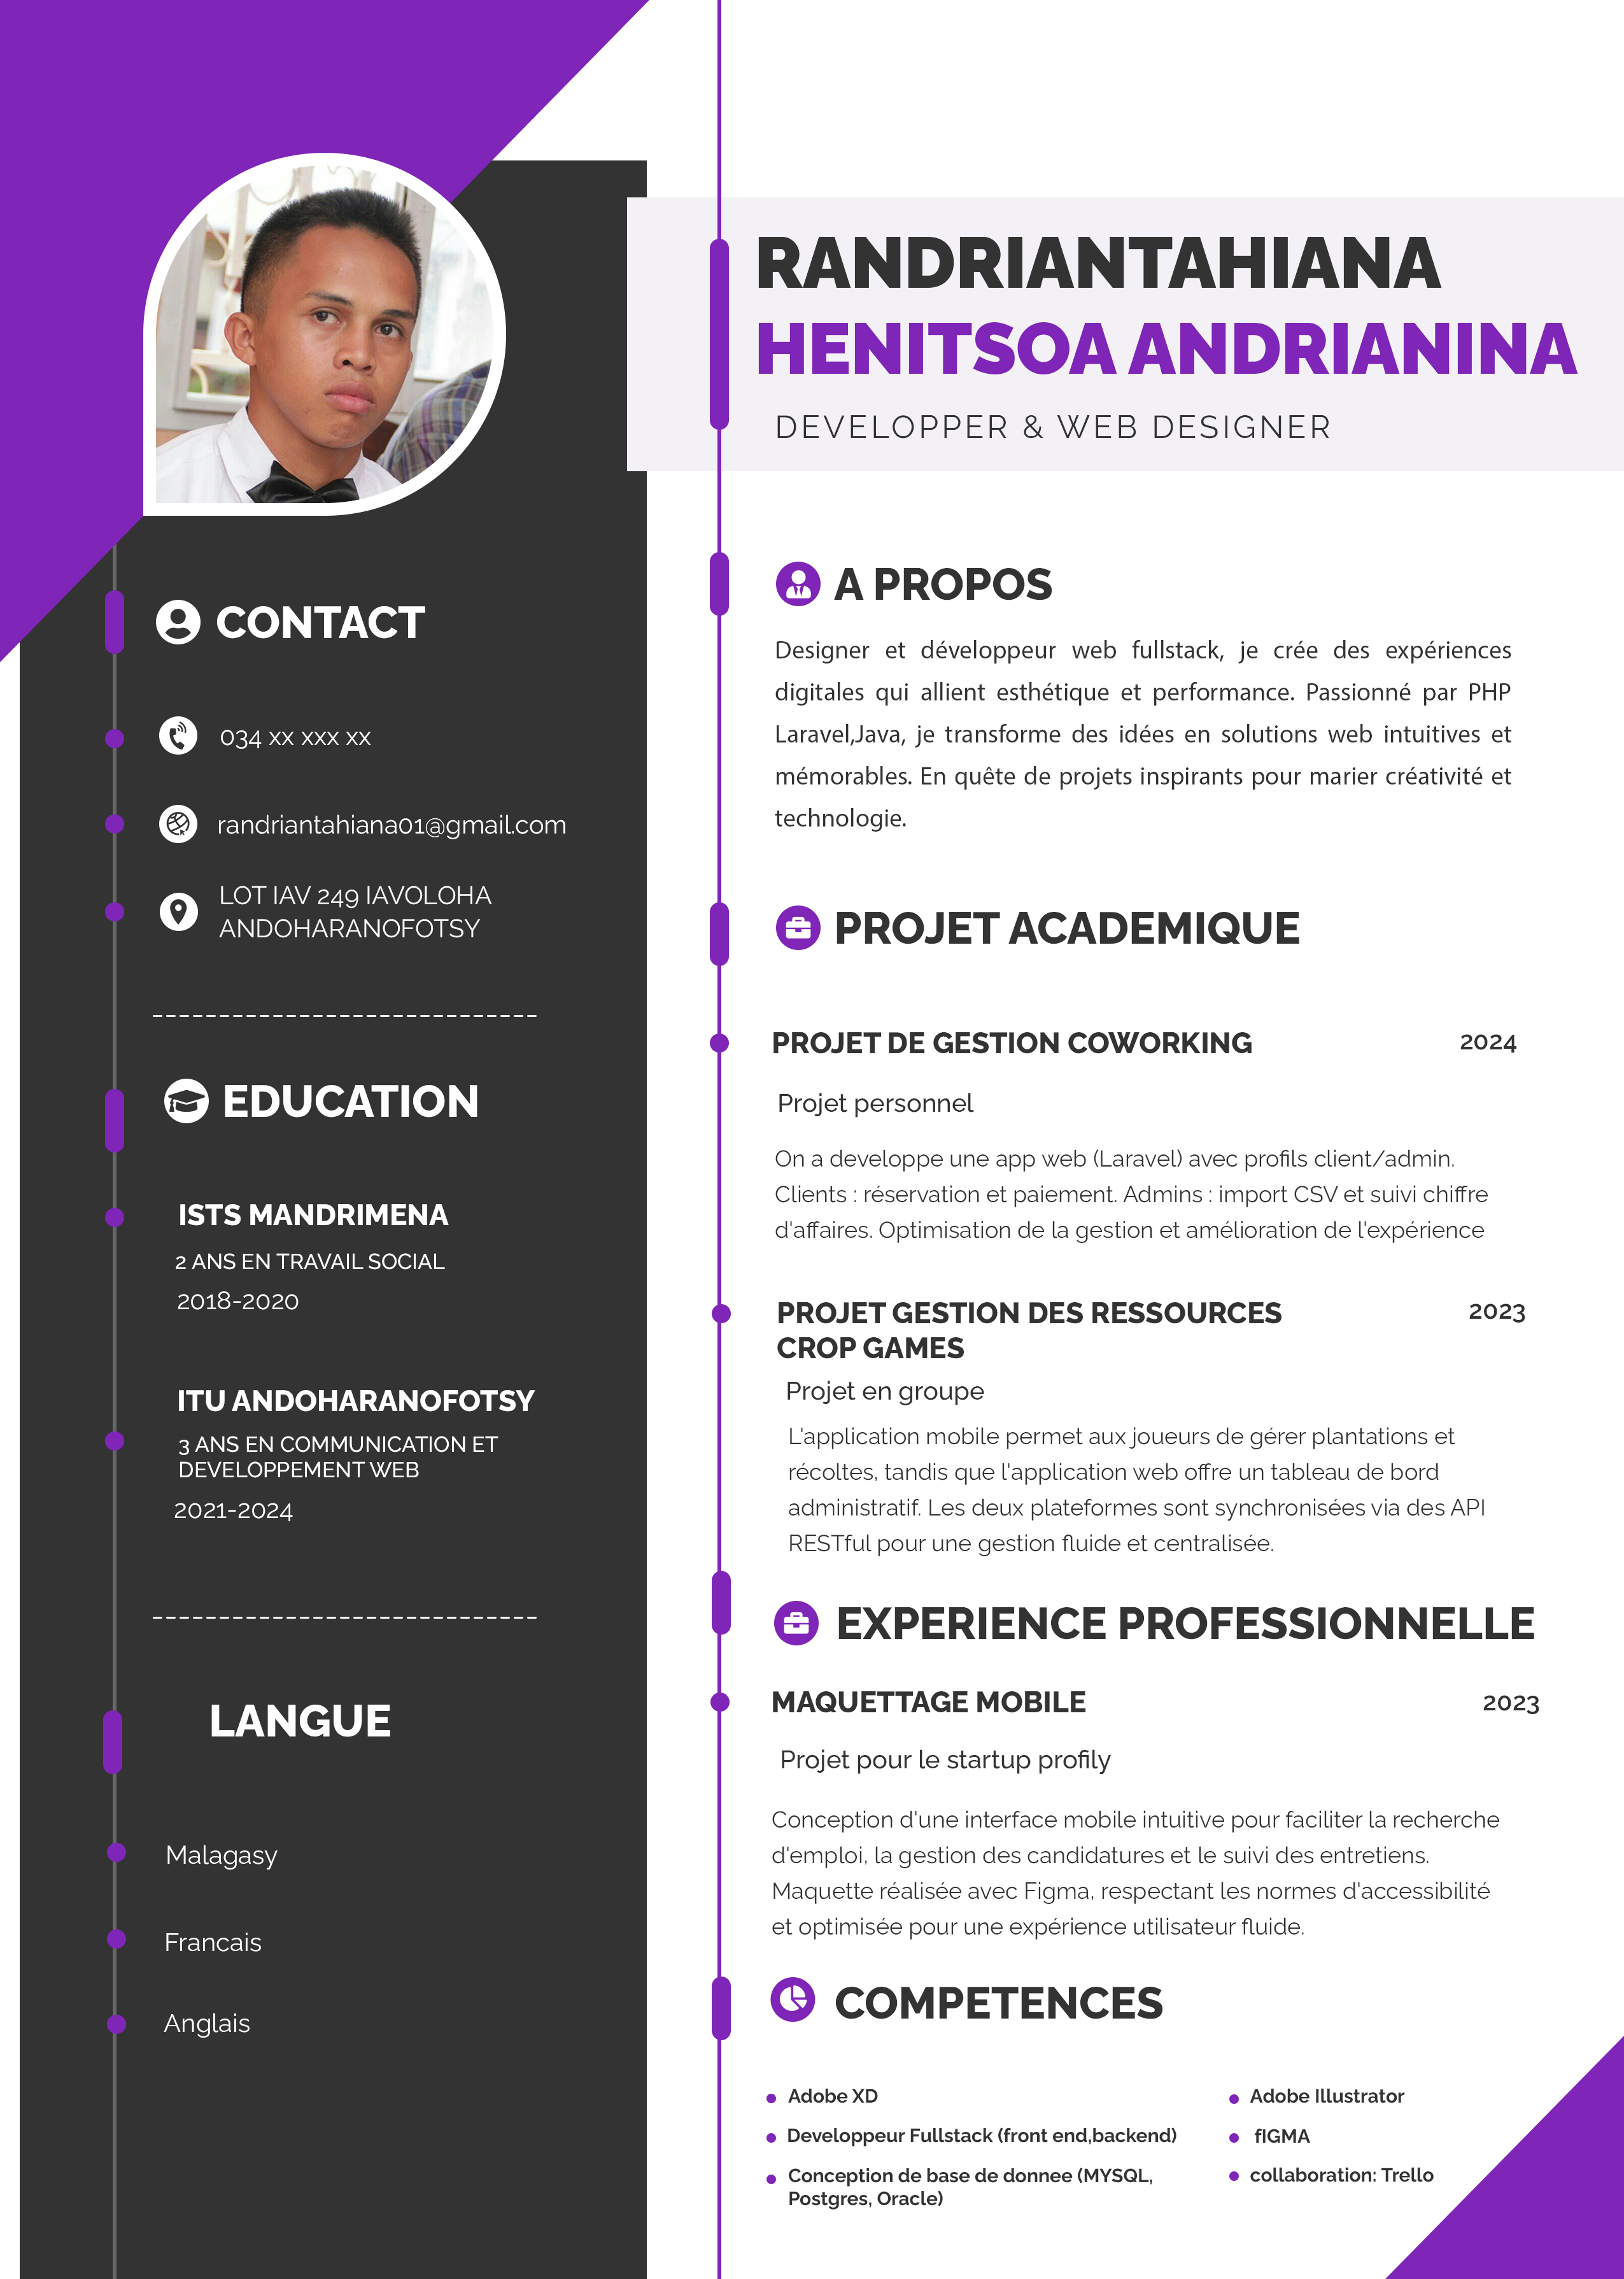 RANDRIANTAHIANA
HENITSOA ANDRIANINA
DEVELOPPER & WEB DESIGNER
CONTACT
034 xx xxx xx
randriantahiana01@gmail.com
LOT IAV 249 IAVOLOHA
ANDOHARANOFOTSY
EDUCATION
ISTS MANDRIMENA
2 ANS EN TRAVAIL SOCIAL
2018-2020
ITU ANDOHARANOFOTSY
3 ANS EN COMMUNICATION ET
DEVELOPPEMENT WEB
2021-2024
LANGUE
Malagasy
Francais
Anglais
A PROPOS
Designer et développeur web fullstack, je crée des expériences
digitales qui allient esthétique et performance. Passionné par PHP
Laravel,Java, je transforme des idées en solutions web intuitives et
mémorables. En quête de projets inspirants pour marier créativité et
technologie.
PROJET ACADEMIQUE
PROJET DE GESTION COWORKING 2024
Projet personnel
On a developpe une app web (Laravel) avec profils client/admin.
Clients : réservation et paiement. Admins : import CSV et suivi chiffre
d'affaires. Optimisation de la gestion et amélioration de l'expérience
PROJET GESTION DES RESSOURCES 2023
CROP GAMES
Projet en groupe
L'application mobile permet aux joueurs de gérer plantations et
récoltes, tandis que l'application web offre un tableau de bord
administratif. Les deux plateformes sont synchronisées via des API
RESTful pour une gestion fluide et centralisée.
EXPERIENCE PROFESSIONNELLE
MAQUETTAGE MOBILE 2023
Projet pour le startup profily
Conception d'une interface mobile intuitive pour faciliter la recherche
d'emploi, la gestion des candidatures et le suivi des entretiens.
Maquette réalisée avec Figma, respectant les normes d'accessibilité
et optimisée pour une expérience utilisateur fluide.
COMPETENCES
Adobe XD
Developpeur Fullstack (front end,backend)
Conception de base de donnee (MYSQL,
Postgres, Oracle)
Adobe Illustrator
fIGMA
collaboration: Trello